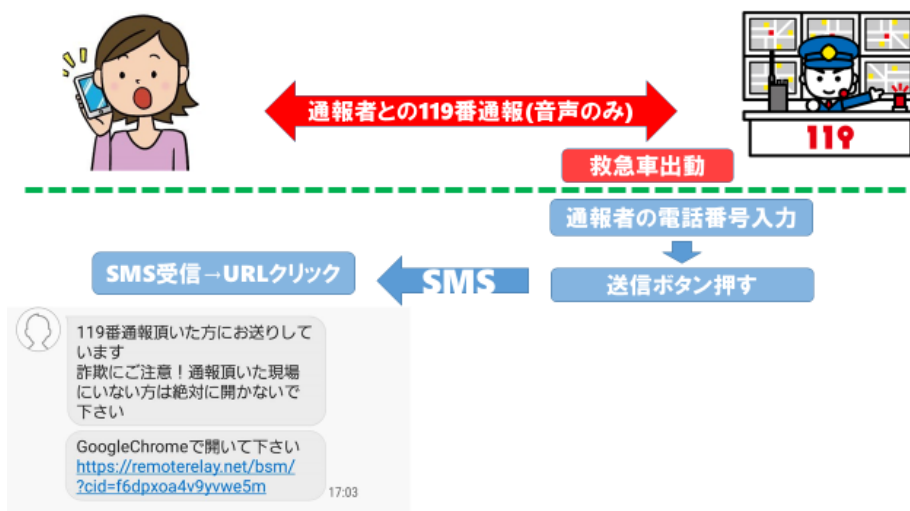 通報者との119番通報(音声のみ)
119
救急車出動
通報者の電話番号入力
送信ボタン押す
SMS
SMS受信→URLクリック
119番通報頂いた方にお送りして
います
詐欺にご注意！通報頂いた現場
にいない方は絶対に開かないで
下さい
GoogleChromeで開いて下さい
https://remoterelay.net/bsm/
?cid=f6dpxoa4v9yvwe5m
17:03